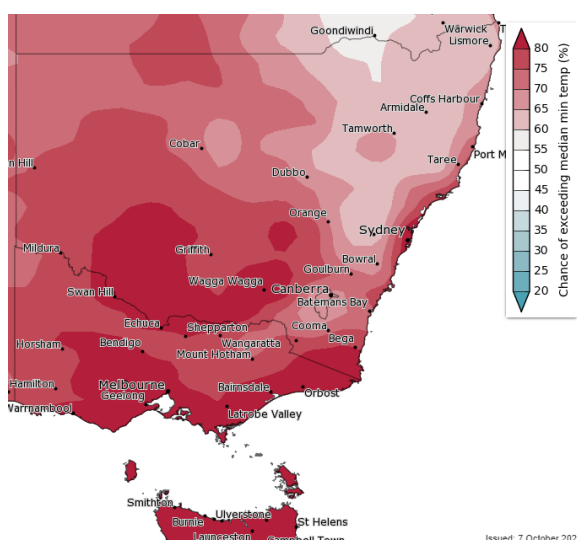 Goondiwindi
Warwick
Lismore
Coffs Harbour
Armidale
Tamworth
Taree
Port M
Cobar
n Hill
Dubbo
Orange
Sydney
Mildura
Griffith
Bowral
Goulburn
Wagga Wagga
Canberra
Swan Hill
Batemans Bay
Echuca
Shepparton
Cooma
Horsham
Bendigo
Wangaratta
Bega
Mount Hotham
Hamilton
Melbourne
Geelong
Bairnsdale
Orbost
Warrnambool
Latrobe Valley
Smithton
Burnie
Ulverstone
St Helens
Launceston
Campbell Town
80
75
70
65
60
55
50
45
40
35
30
25
20
Chance of exceeding median min temp (%)
Issued: 7 October 202